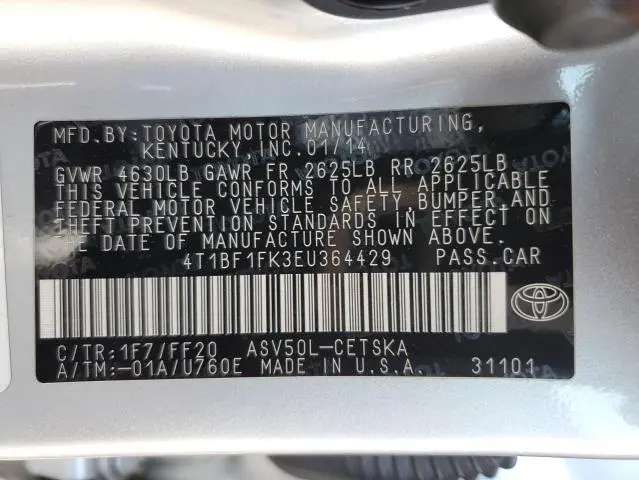 MFD.BY:TOYOTA MOTOR MANUFACTURING,
KENTUCKY,INC.01/14
GVWR 4630LB GAWR FR 2625LB RR 2625LB
THIS VEHICLE CONFORMS TO ALL APPLICABLE
FEDERAL MOTOR VEHICLE SAFETY,BUMPER,AND
THEFT PREVENTION STANDARDS IN EFFECT ON
THE DATE OF MANUFACTURE SHOWN ABOVE.
4T1BF1FK3EU364429 PASS.CAR
C/TR:1F7/FF20 ASV50L-CETSKA
A/TM:-01A/U760E MADE IN U.S.A. 31101